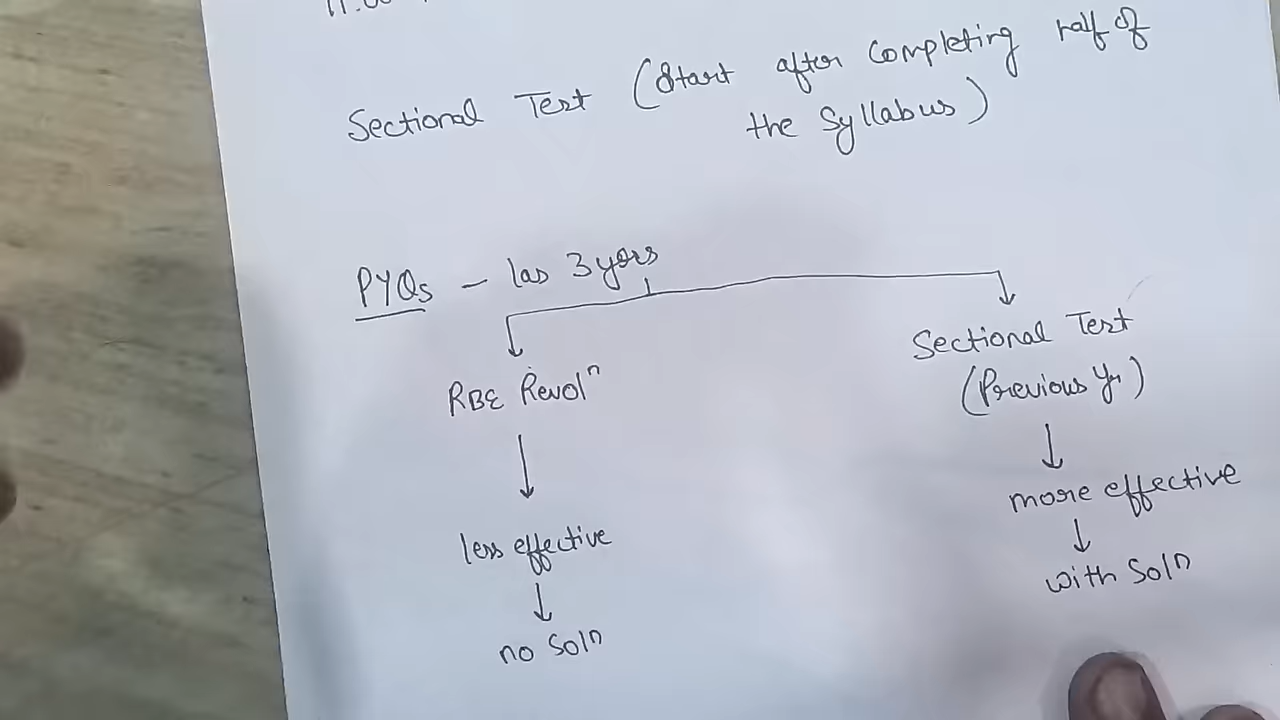 Sectional Test (Start after Completing half of
the Syllabus)
PYQs - las 3 yers
RBE Revolⁿ
Sectional Test
(Previous Yr)
less effective
more effective
no Solⁿ
with Solⁿ